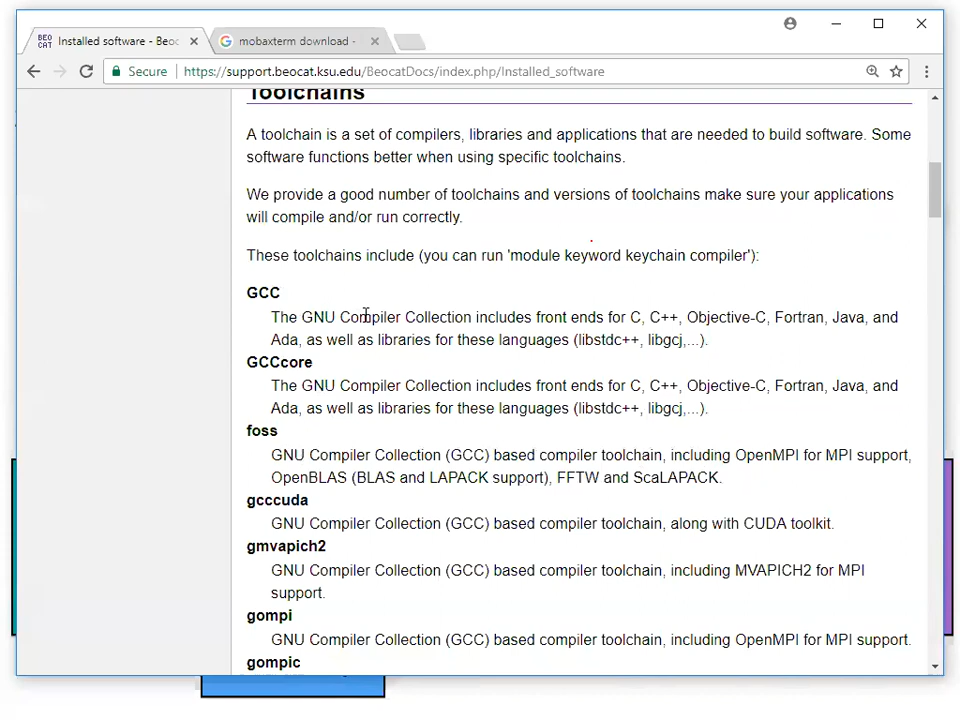 BEO CAT Installed software - Beoc
mobaxterm download -
Secure https://support.beocat.ksu.edu/BeocatDocs/index.php/Installed_software
Toolchains
A toolchain is a set of compilers, libraries and applications that are needed to build software. Some
software functions better when using specific toolchains.
We provide a good number of toolchains and versions of toolchains make sure your applications
will compile and/or run correctly.
These toolchains include (you can run 'module keyword keychain compiler'):
GCC
The GNU Compiler Collection includes front ends for C, C++, Objective-C, Fortran, Java, and
Ada, as well as libraries for these languages (libstdc++, libgcj,...).
GCCcore
The GNU Compiler Collection includes front ends for C, C++, Objective-C, Fortran, Java, and
Ada, as well as libraries for these languages (libstdc++, libgcj,...).
foss
GNU Compiler Collection (GCC) based compiler toolchain, including OpenMPI for MPI support,
OpenBLAS (BLAS and LAPACK support), FFTW and ScaLAPACK.
gcccuda
GNU Compiler Collection (GCC) based compiler toolchain, along with CUDA toolkit.
gmvapich2
GNU Compiler Collection (GCC) based compiler toolchain, including MVAPICH2 for MPI
support.
gompi
GNU Compiler Collection (GCC) based compiler toolchain, including OpenMPI for MPI support.
gompic